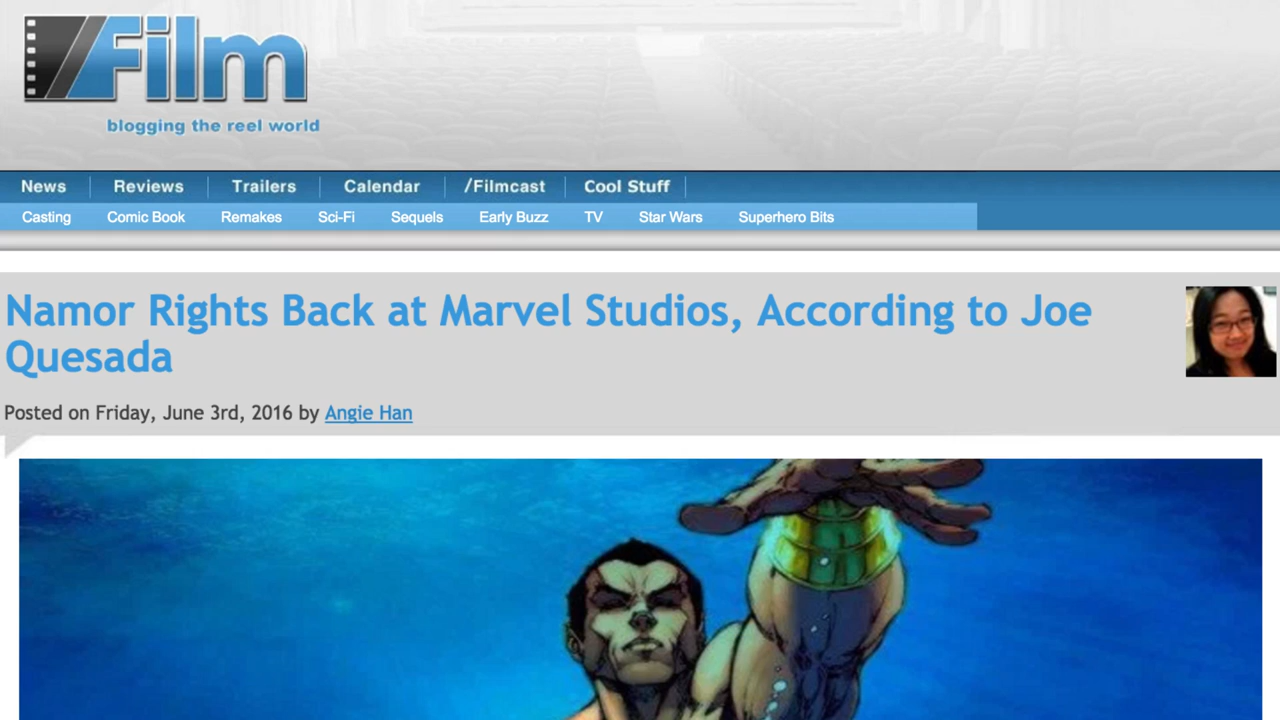 /Film
blogging the reel world
News Reviews Trailers Calendar /Filmcast Cool Stuff
Casting Comic Book Remakes Sci-Fi Sequels Early Buzz TV Star Wars Superhero Bits
Namor Rights Back at Marvel Studios, According to Joe
Quesada
Posted on Friday, June 3rd, 2016 by Angie Han